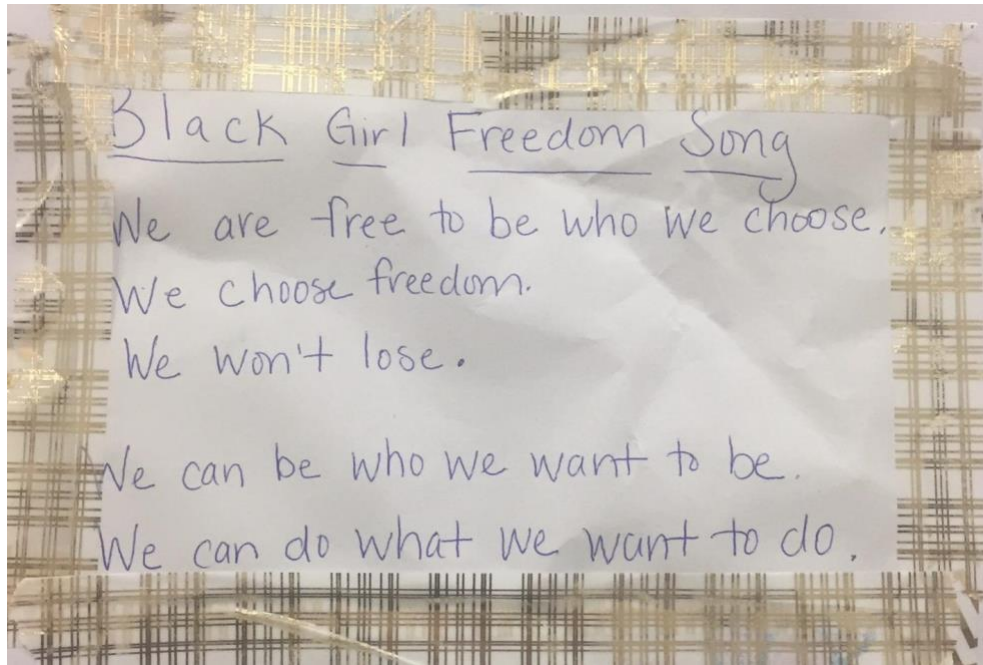 Black Girl Freedom Song
We are free to be who we choose.
We choose freedom.
We won't lose.
We can be who we want to be.
We can do what we want to do.